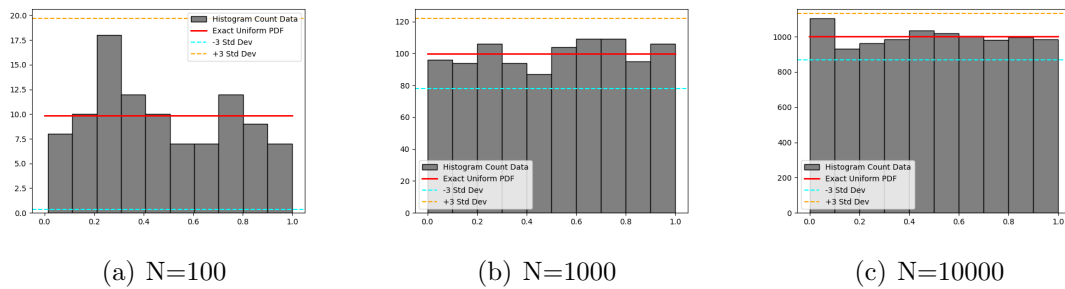 20.0
17.5
15.0
12.5
10.0
7.5
5.0
2.5
0.0
0.2 0.4 0.6 0.8 1.0
Histogram Count Data
Exact Uniform PDF
-3 Std Dev
+3 Std Dev
(a) N=100
120
100
80
60
40
20
0
0.0 0.2 0.4 0.6 0.8 1.0
Histogram Count Data
Exact Uniform PDF
-3 Std Dev
+3 Std Dev
(b) N=1000
1000
800
600
400
200
0
0.0 0.2 0.4 0.6 0.8 1.0
Histogram Count Data
Exact Uniform PDF
-3 Std Dev
+3 Std Dev
(c) N=10000